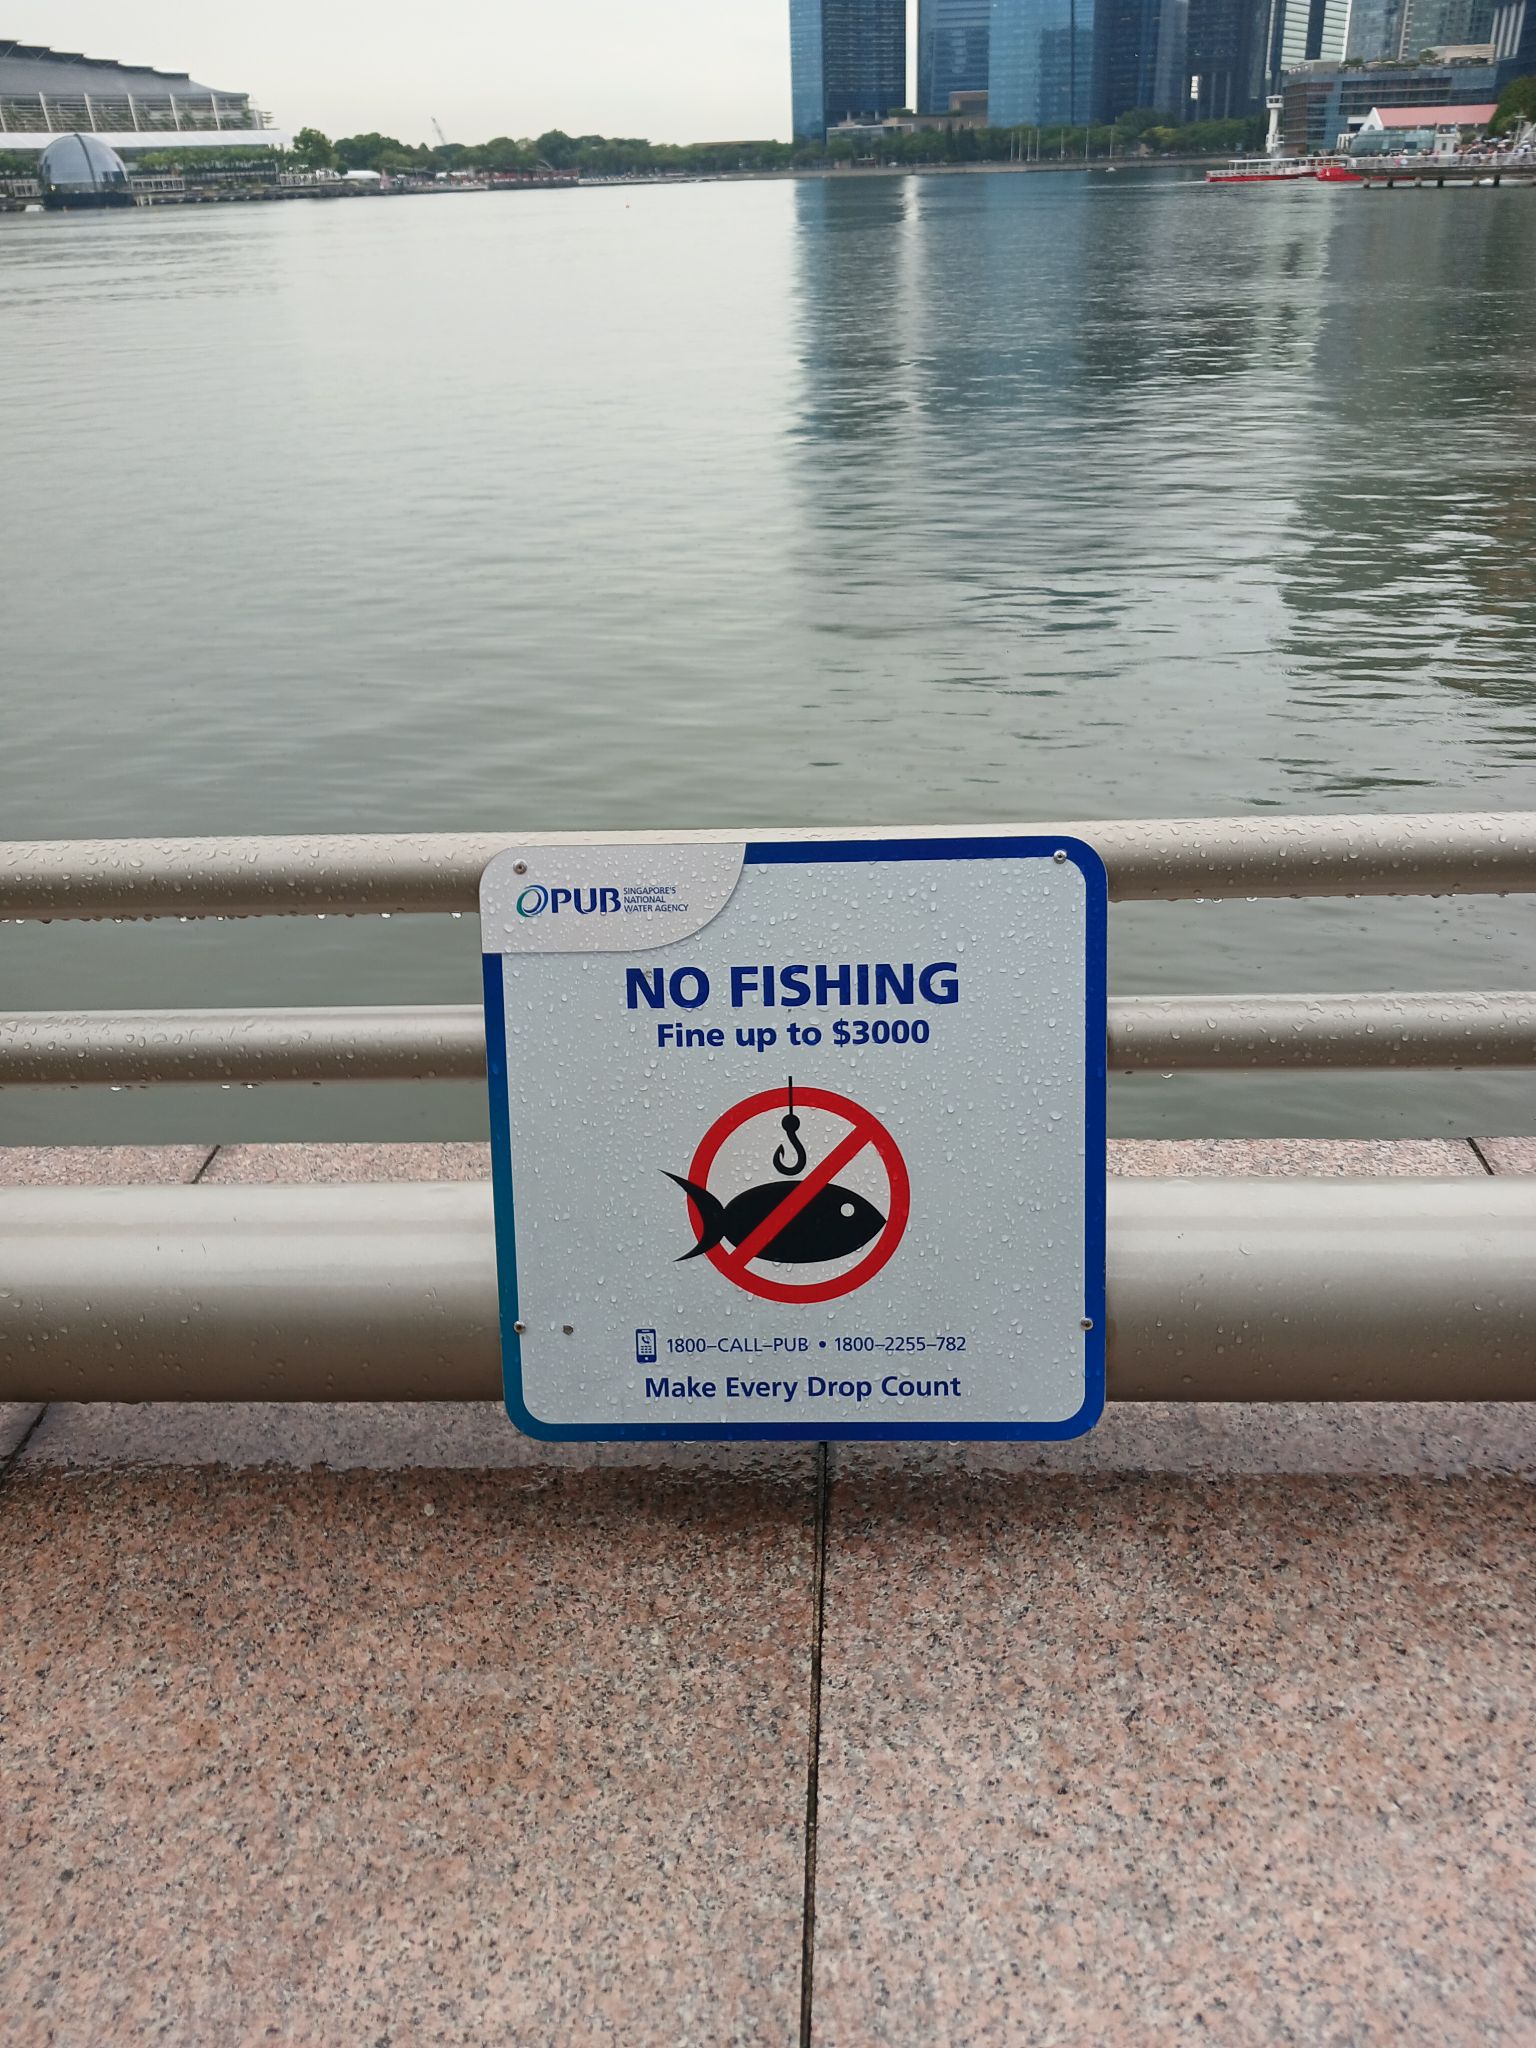 PUB SINGAPORE'S
NATIONAL
WATER AGENCY
NO FISHING
Fine up to $3000
1800–CALL–PUB • 1800–2255–782
Make Every Drop Count